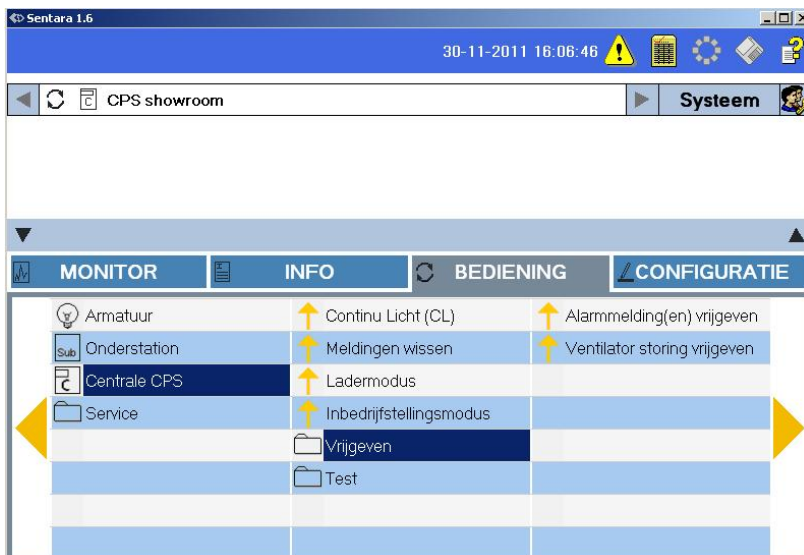 Sentara 1.6
30-11-2011 16:06:46
CPS showroom Systeem
MONITOR INFO BEDIENING CONFIGURATIE
Armatuur Continu Licht (CL) Alarmmelding(en) vrijgeven
Sub Onderstation Meldingen wissen Ventilator storing vrijgeven
C Centrale CPS Ladermodus
Service Inbedrijfstellingsmodus
Vrijgeven
Test